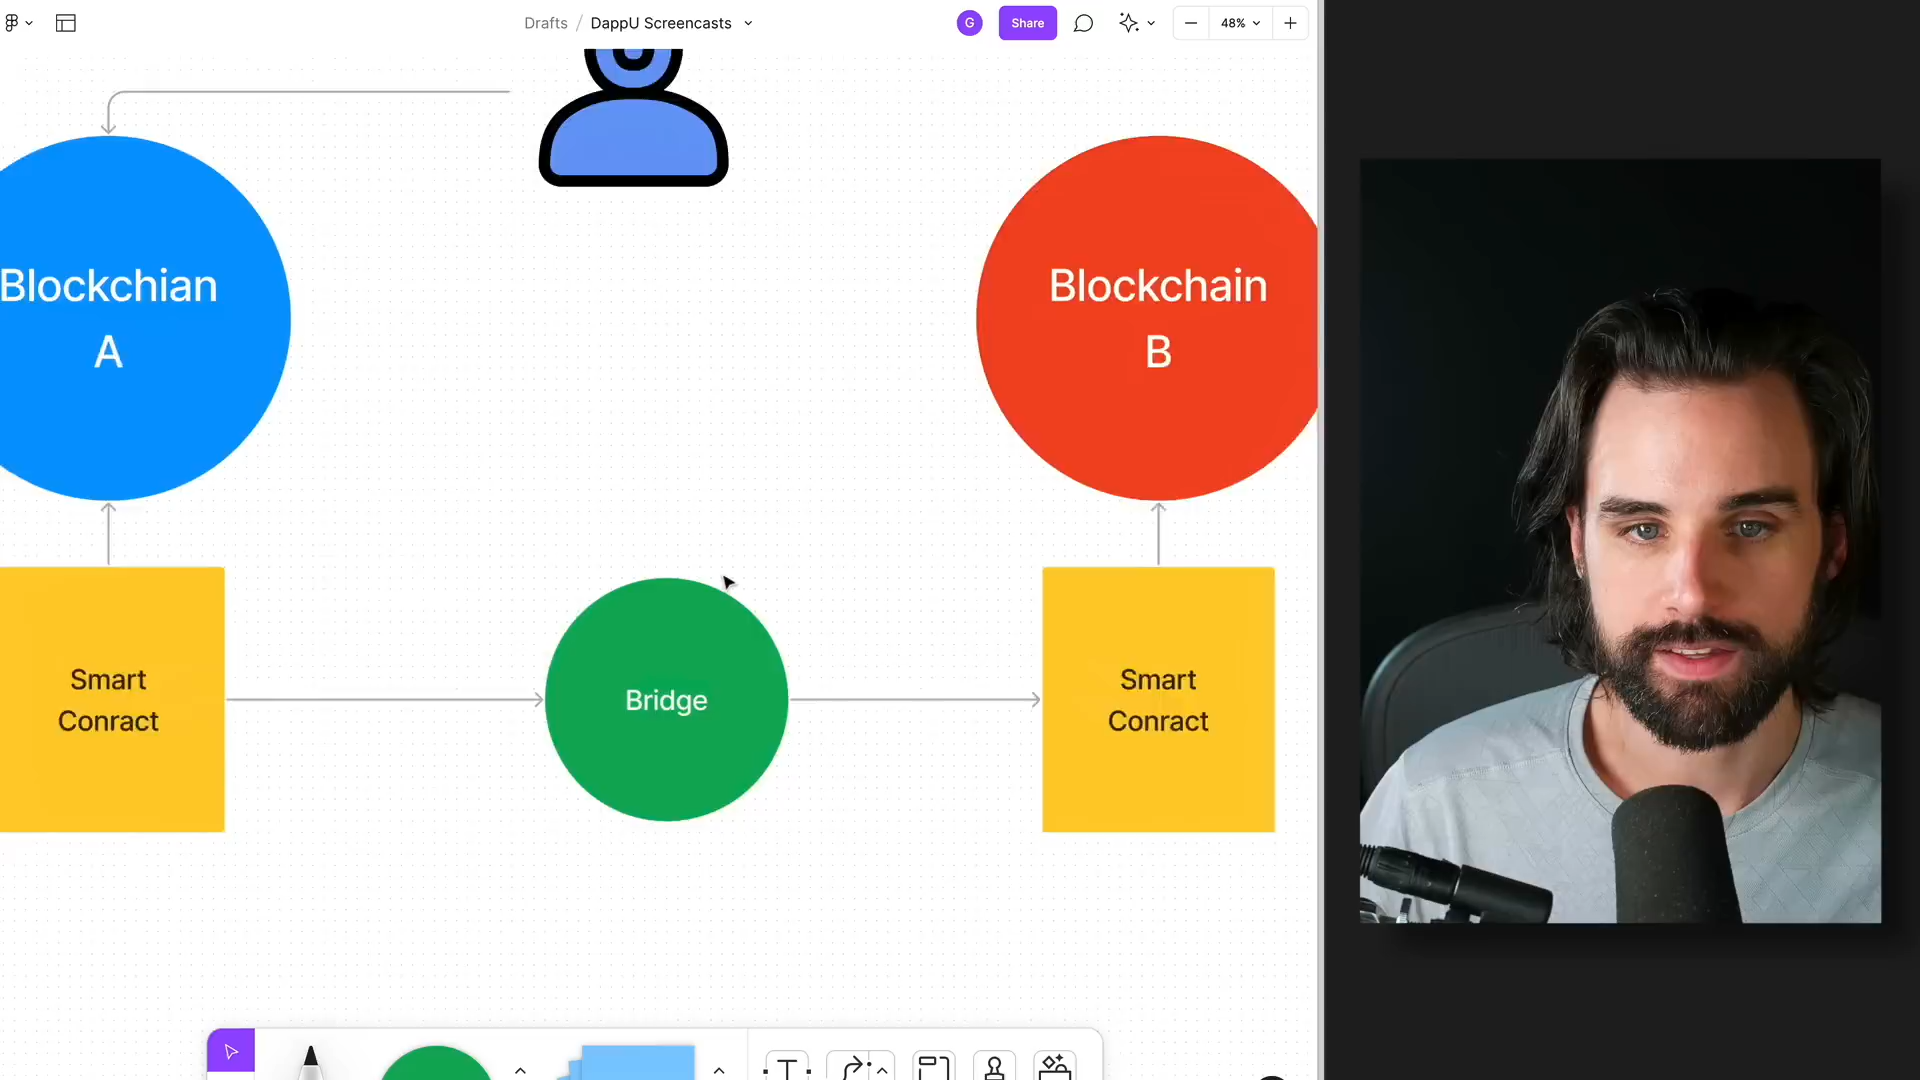 Drafts / DappU Screencasts
G
Share
48%
Blockchian
A
Blockchain
B
Smart
Conract
Bridge
Smart
Conract
T